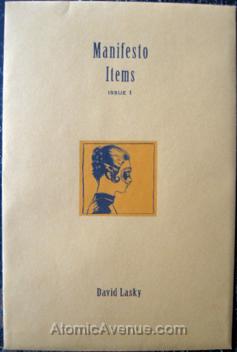 Manifesto
Items
ISSUE 1
David Lasky
AtomicAvenue.com